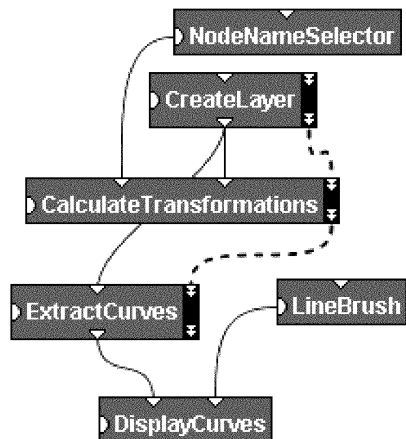 NodeNameSelector
CreateLayer
CalculateTransformations
ExtractCurves
LineBrush
DisplayCurves